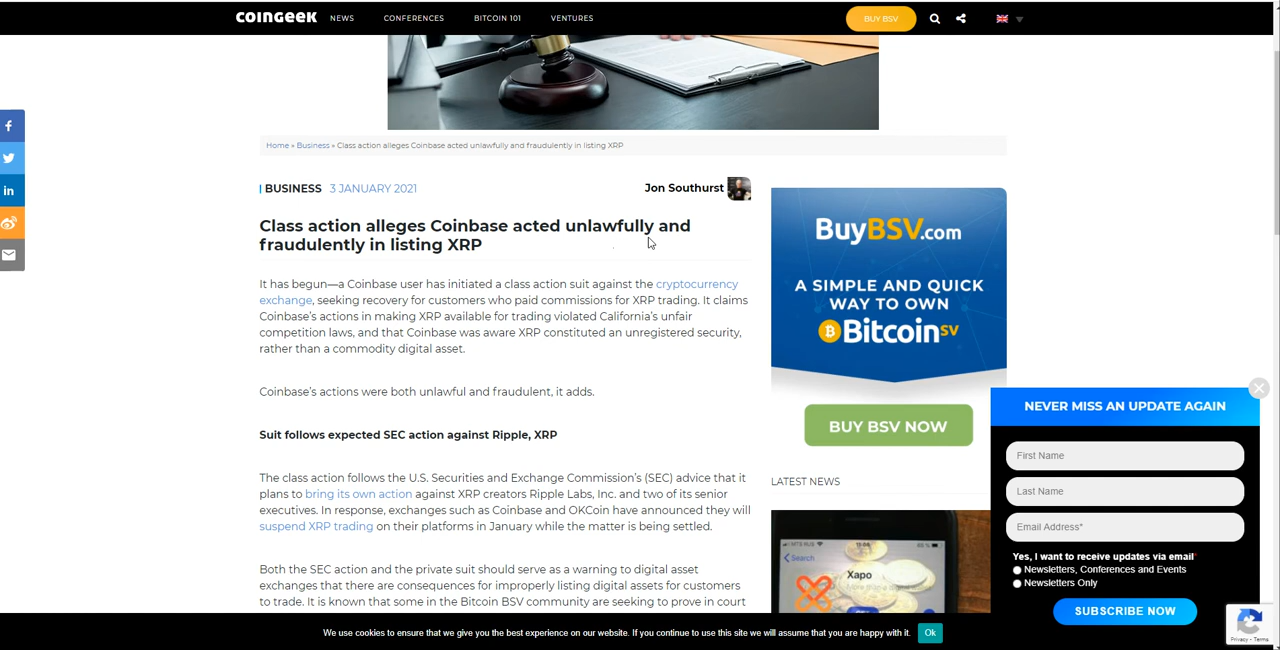 COINGEEK NEWS CONFERENCES BITCOIN 101 VENTURES BUY BSV
Home » Business » Class action alleges Coinbase acted unlawfully and fraudulently in listing XRP
BUSINESS 3 JANUARY 2021 Jon Southurst
Class action alleges Coinbase acted unlawfully and
fraudulently in listing XRP
It has begun—a Coinbase user has initiated a class action suit against the cryptocurrency
exchange, seeking recovery for customers who paid commissions for XRP trading. It claims
Coinbase's actions in making XRP available for trading violated California's unfair
competition laws, and that Coinbase was aware XRP constituted an unregistered security,
rather than a commodity digital asset.
Coinbase's actions were both unlawful and fraudulent, it adds.
Suit follows expected SEC action against Ripple, XRP
The class action follows the U.S. Securities and Exchange Commission's (SEC) advice that it
plans to bring its own action against XRP creators Ripple Labs, Inc. and two of its senior
executives. In response, exchanges such as Coinbase and OKCoin have announced they will
suspend XRP trading on their platforms in January while the matter is being settled.
Both the SEC action and the private suit should serve as a warning to digital asset
exchanges that there are consequences for improperly listing digital assets for customers
to trade. It is known that some in the Bitcoin BSV community are seeking to prove in court
BuyBSV.com
A SIMPLE AND QUICK
WAY TO OWN
BitcoinSV
BUY BSV NOW
LATEST NEWS
Search
Xapo
NEVER MISS AN UPDATE AGAIN
First Name
Last Name
Email Address*
Yes, I want to receive updates via email*
Newsletters, Conferences and Events
Newsletters Only
SUBSCRIBE NOW
Privacy - Terms
We use cookies to ensure that we give you the best experience on our website. If you continue to use this site we will assume that you are happy with it. Ok